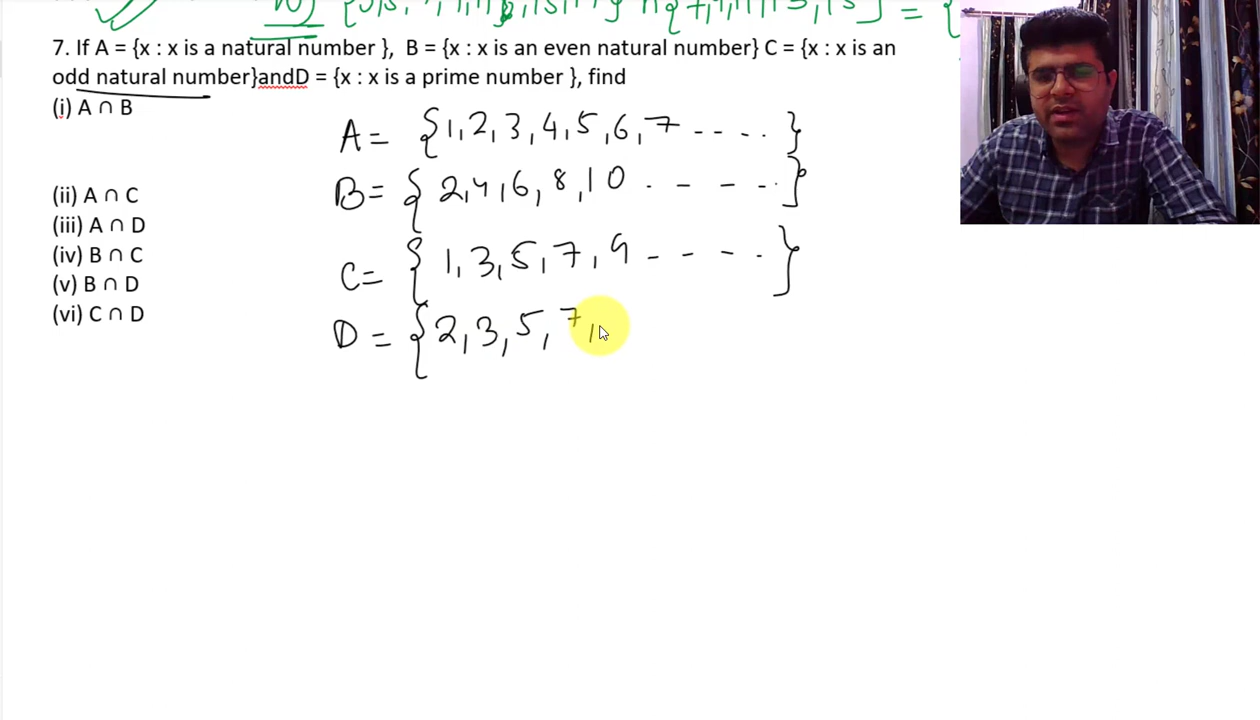 7. If A = {x : x is a natural number }, B = {x : x is an even natural number} C = {x : x is an
odd natural number}andD = {x : x is a prime number }, find
(i) A ∩ B
A = {1, 2, 3, 4, 5, 6, 7 - - - . . }
B = { 2, 4, 6, 8, 10 . - - - - . }
(ii) A ∩ C
(iii) A ∩ D
(iv) B ∩ C
C = { 1, 3, 5, 7, 9 - - - - . }
(v) B ∩ D
(vi) C ∩ D
D = { 2, 3, 5, 7,